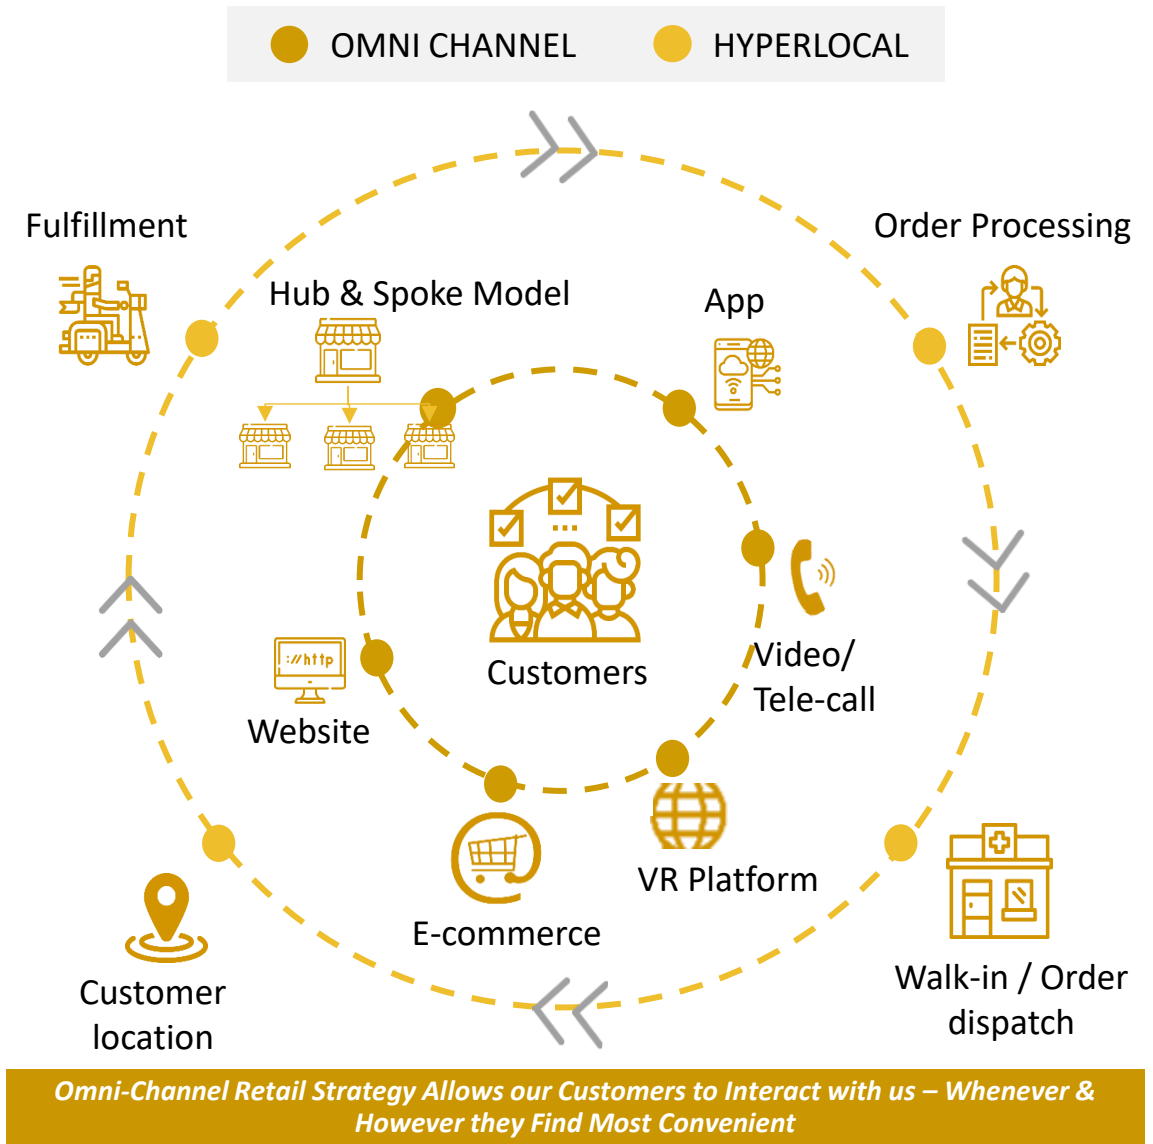 OMNI CHANNEL
HYPERLOCAL
Fulfillment
Order Processing
Hub & Spoke Model
App
Customers
://http
Website
Video/
Tele-call
VR Platform
E-commerce
Customer
location
Walk-in / Order
dispatch
Omni-Channel Retail Strategy Allows our Customers to Interact with us – Whenever &
However they Find Most Convenient